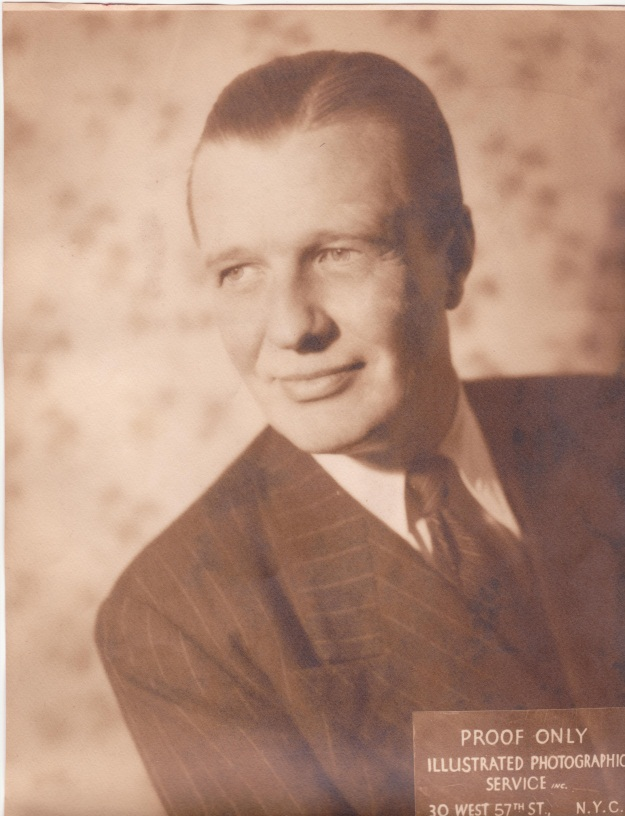 PROOF ONLY
ILLUSTRATED PHOTOGRAPHIC
SERVICE INC.
30 WEST 57TH ST., N.Y.C.